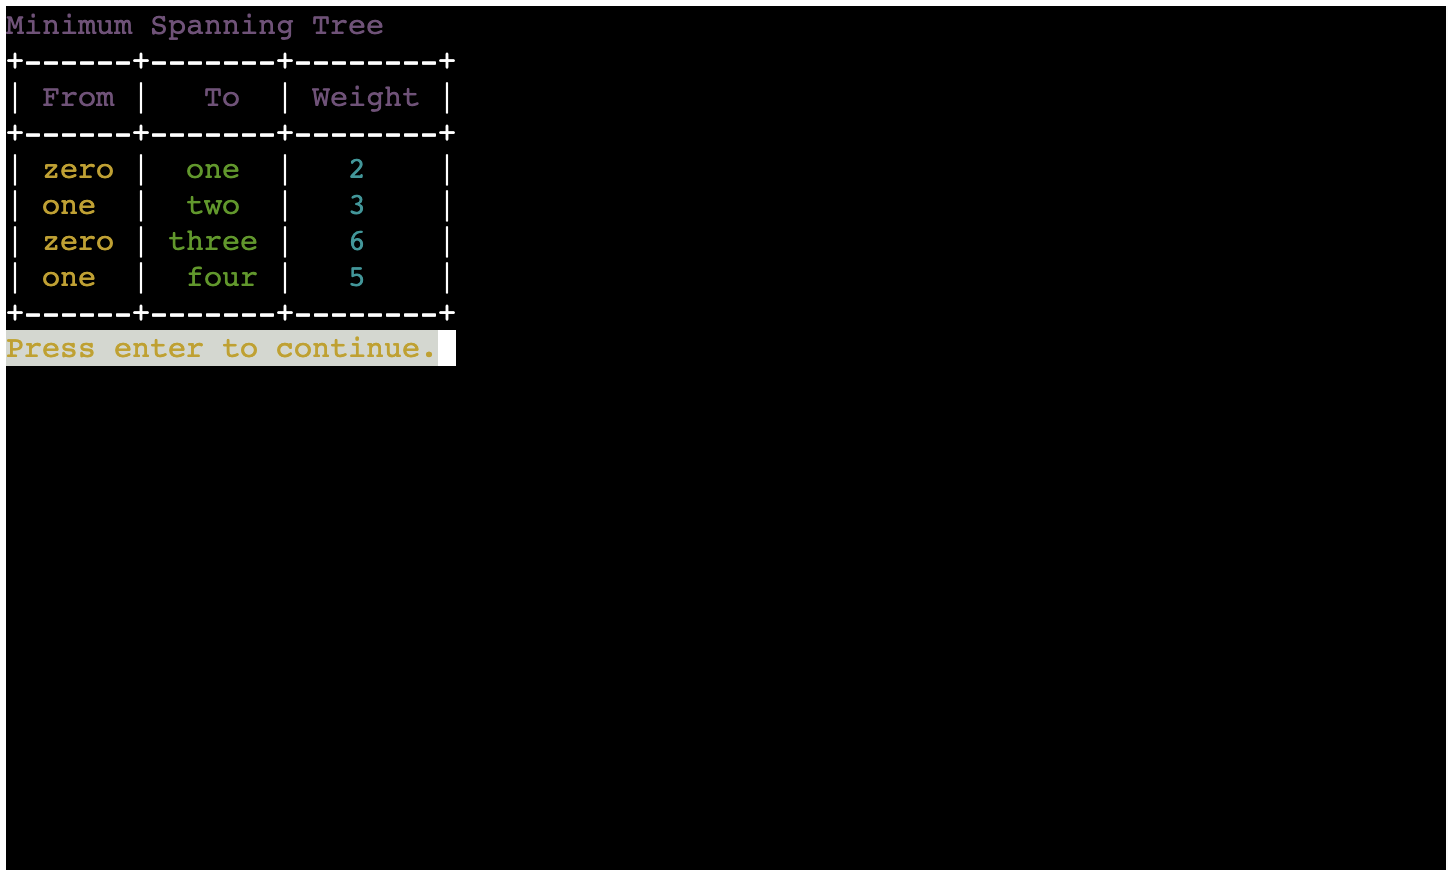 Minimum Spanning Tree
+------+-------+--------+
| From |   To  | Weight |
+------+-------+--------+
| zero |  one  |   2    |
| one  |  two  |   3    |
| zero | three |   6    |
| one  |  four |   5    |
+------+-------+--------+
Press enter to continue.